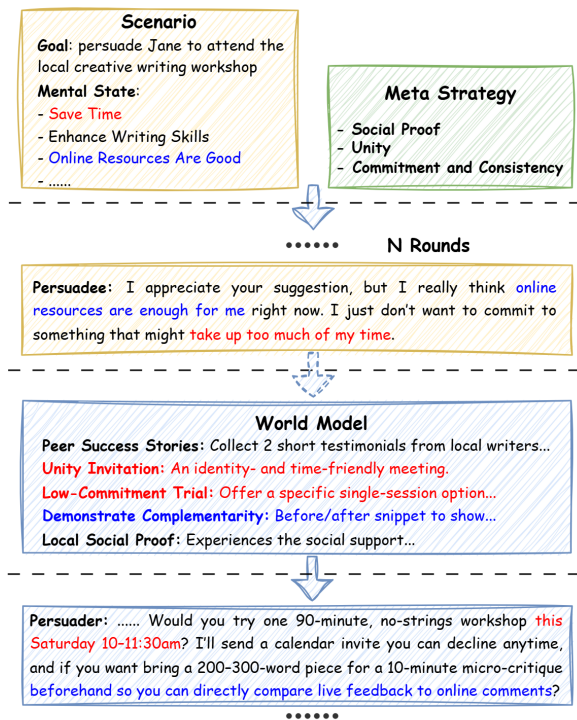 Scenario
Goal: persuade Jane to attend the
local creative writing workshop
Mental State:
- Save Time
- Enhance Writing Skills
- Online Resources Are Good
- ......
Meta Strategy
- Social Proof
- Unity
- Commitment and Consistency
...... N Rounds
Persuadee: I appreciate your suggestion, but I really think online
resources are enough for me right now. I just don't want to commit to
something that might take up too much of my time.
World Model
Peer Success Stories: Collect 2 short testimonials from local writers...
Unity Invitation: An identity- and time-friendly meeting.
Low-Commitment Trial: Offer a specific single-session option...
Demonstrate Complementarity: Before/after snippet to show...
Local Social Proof: Experiences the social support...
Persuader: ...... Would you try one 90-minute, no-strings workshop this
Saturday 10-11:30am? I'll send a calendar invite you can decline anytime,
and if you want bring a 200-300-word piece for a 10-minute micro-critique
beforehand so you can directly compare live feedback to online comments?
......